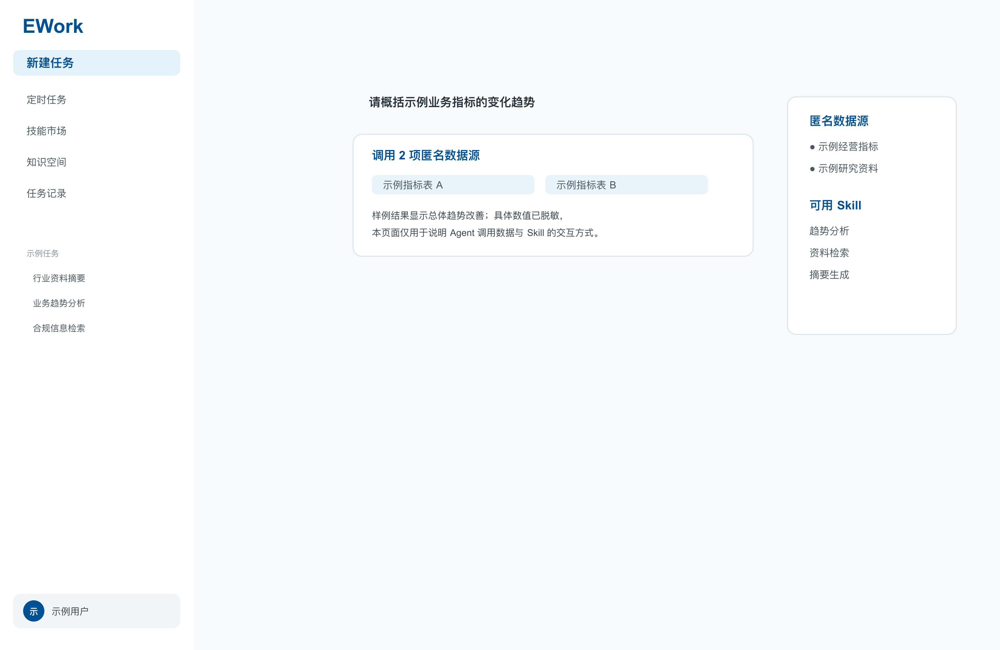 EWork
新建任务
定时任务
技能市场
知识空间
任务记录
示例任务
行业资料摘要
业务趋势分析
合规信息检索
示 示例用户
请概括示例业务指标的变化趋势
调用 2 项匿名数据源
示例指标表 A
示例指标表 B
样例结果显示总体趋势改善；具体数值已脱敏，
本页面仅用于说明 Agent 调用数据与 Skill 的交互方式。
匿名数据源
● 示例经营指标
● 示例研究资料
可用 Skill
趋势分析
资料检索
摘要生成